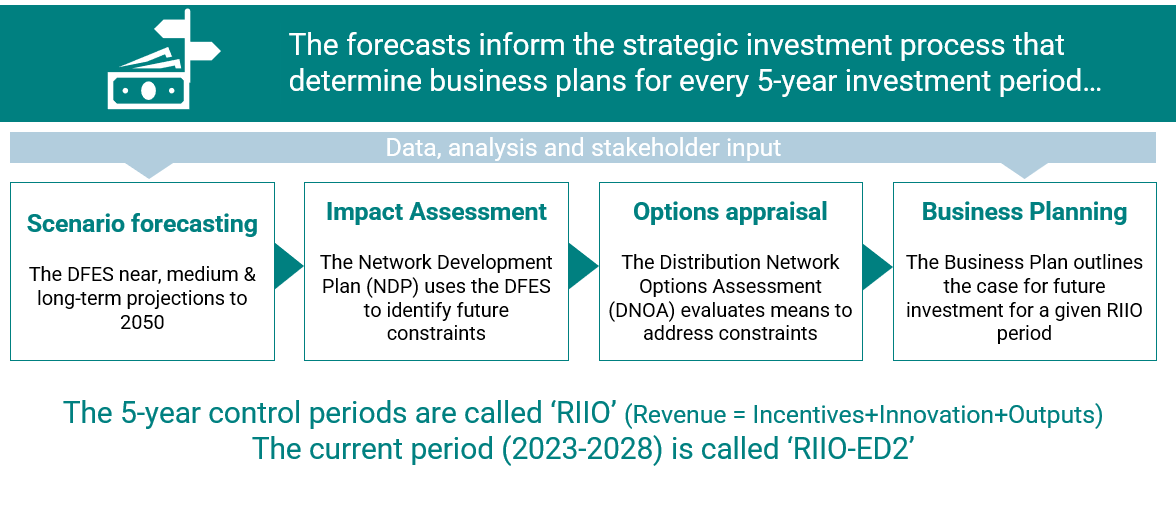 The forecasts inform the strategic investment process that
determine business plans for every 5-year investment period…
Data, analysis and stakeholder input
Scenario forecasting
The DFES near, medium &
long-term projections to
2050
Impact Assessment
The Network Development
Plan (NDP) uses the DFES
to identify future
constraints
Options appraisal
The Distribution Network
Options Assessment
(DNOA) evaluates means to
address constraints
Business Planning
The Business Plan outlines
the case for future
investment for a given RIIO
period
The 5-year control periods are called ‘RIIO’ (Revenue = Incentives+Innovation+Outputs)
The current period (2023-2028) is called ‘RIIO-ED2’